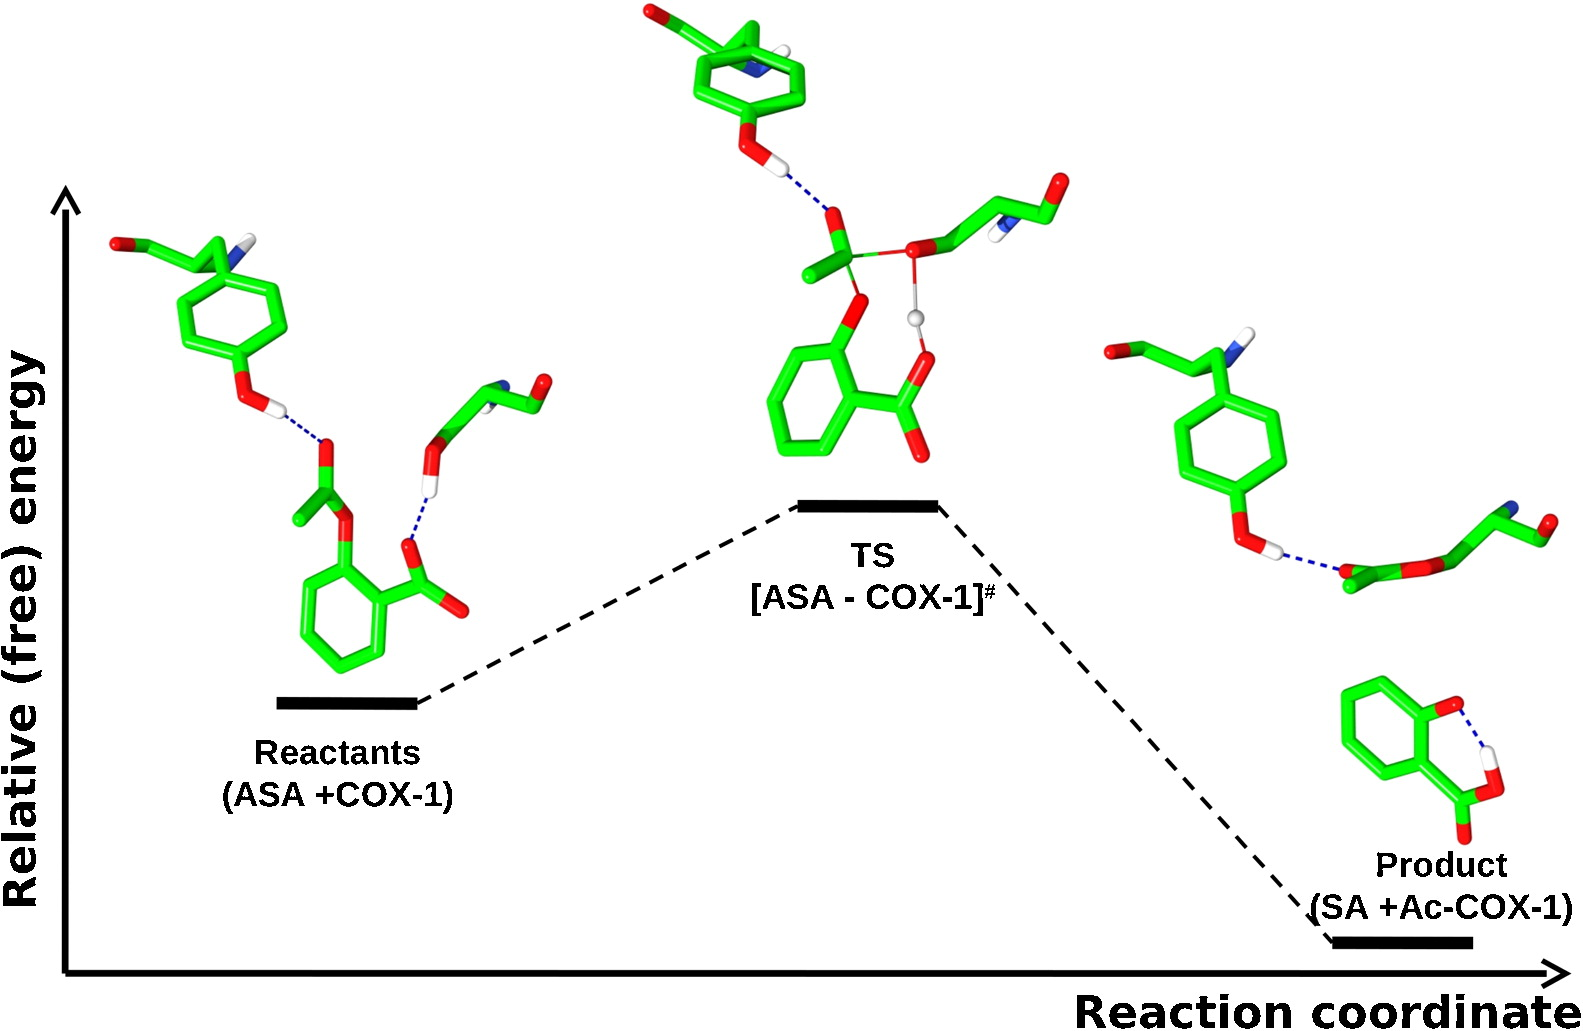 Relative (free) energy
TS
[ASA - COX-1]#
Reactants
(ASA +COX-1)
Product
(SA +Ac-COX-1)
Reaction coordinate